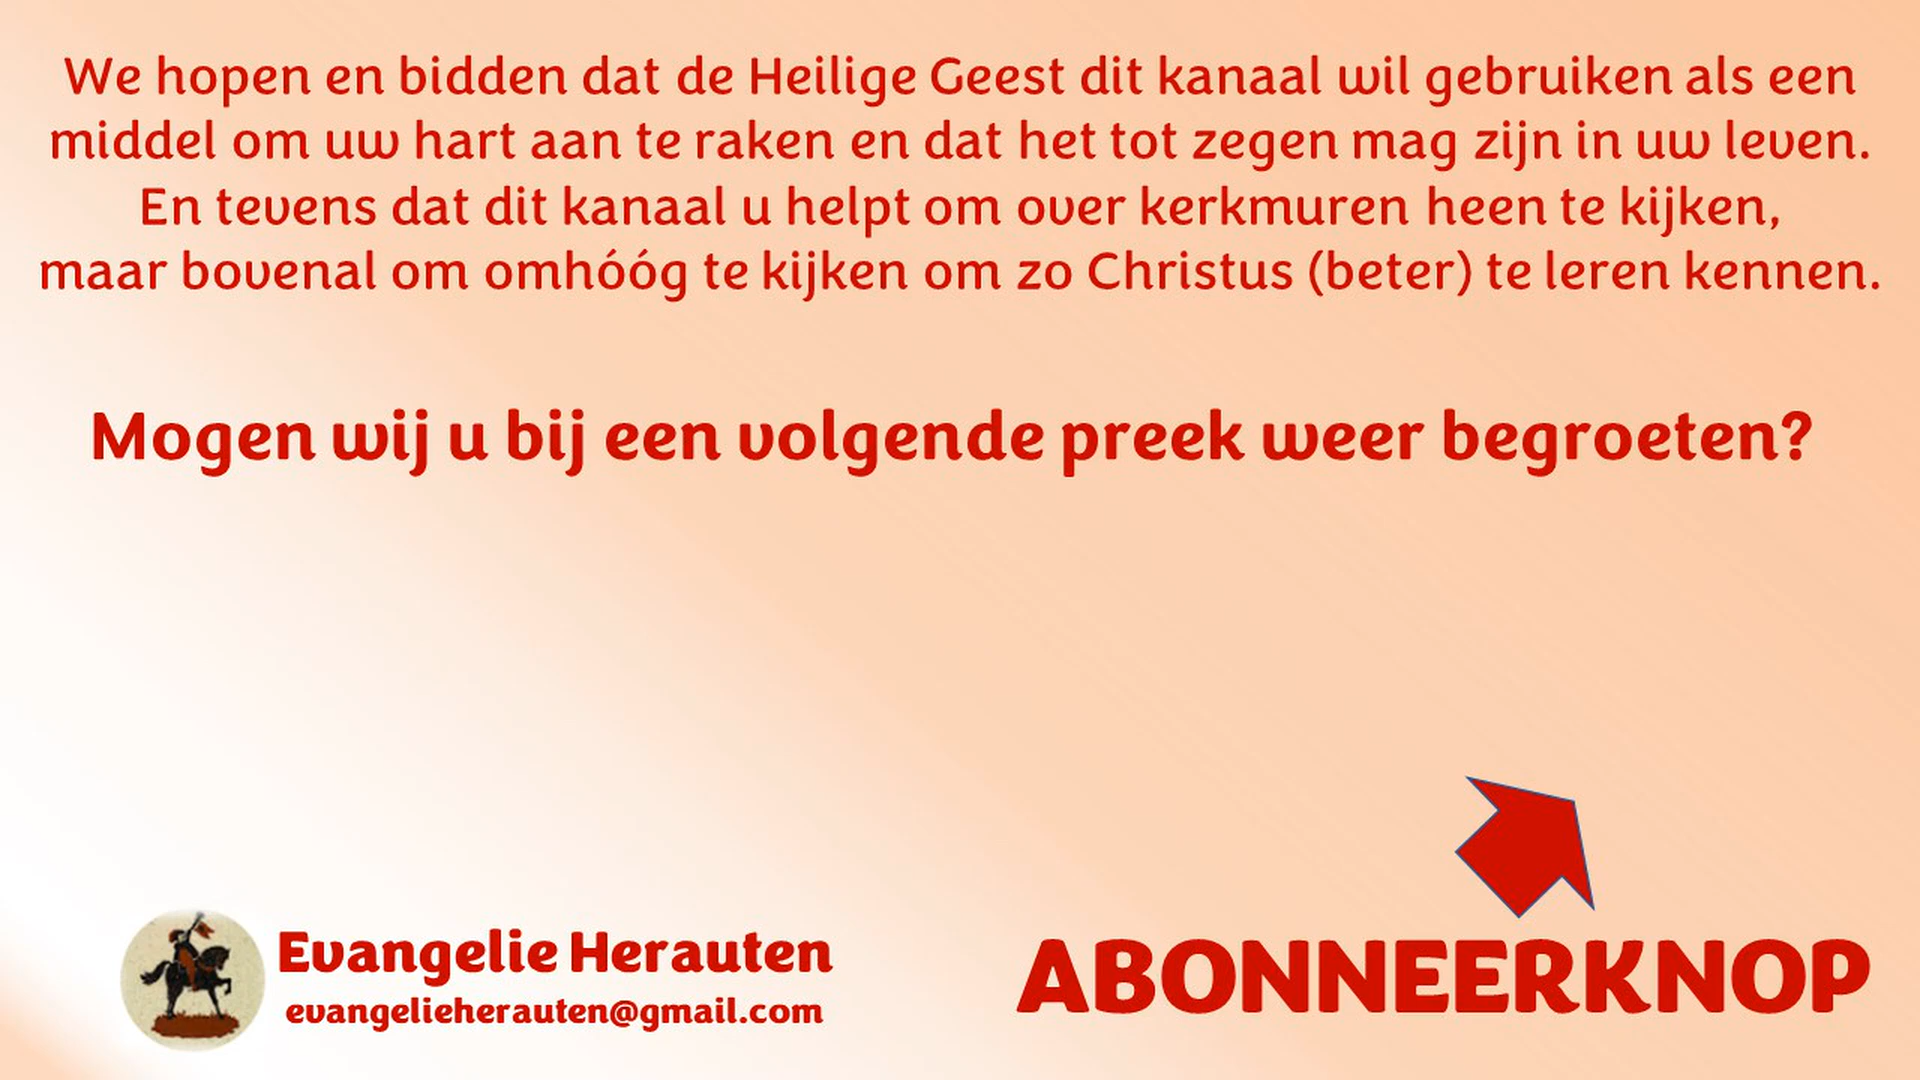 We hopen en bidden dat de Heilige Geest dit kanaal wil gebruiken als een
middel om uw hart aan te raken en dat het tot zegen mag zijn in uw leven.
En tevens dat dit kanaal u helpt om over kerkmuren heen te kijken,
maar bovenal om omhóóg te kijken om zo Christus (beter) te leren kennen.
Mogen wij u bij een volgende preek weer begroeten?
Evangelie Herauten
evangelieherauten@gmail.com
ABONNEERKNOP